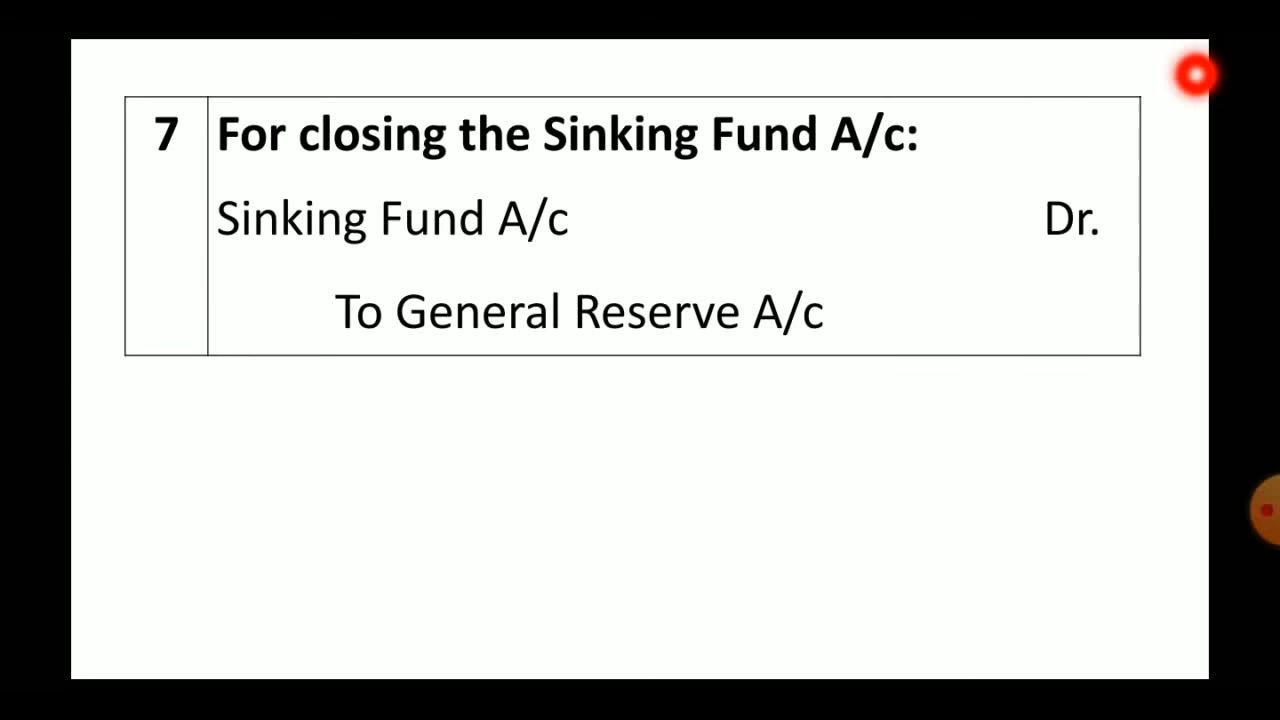 7 For closing the Sinking Fund A/c:
Sinking Fund A/c Dr.
To General Reserve A/c